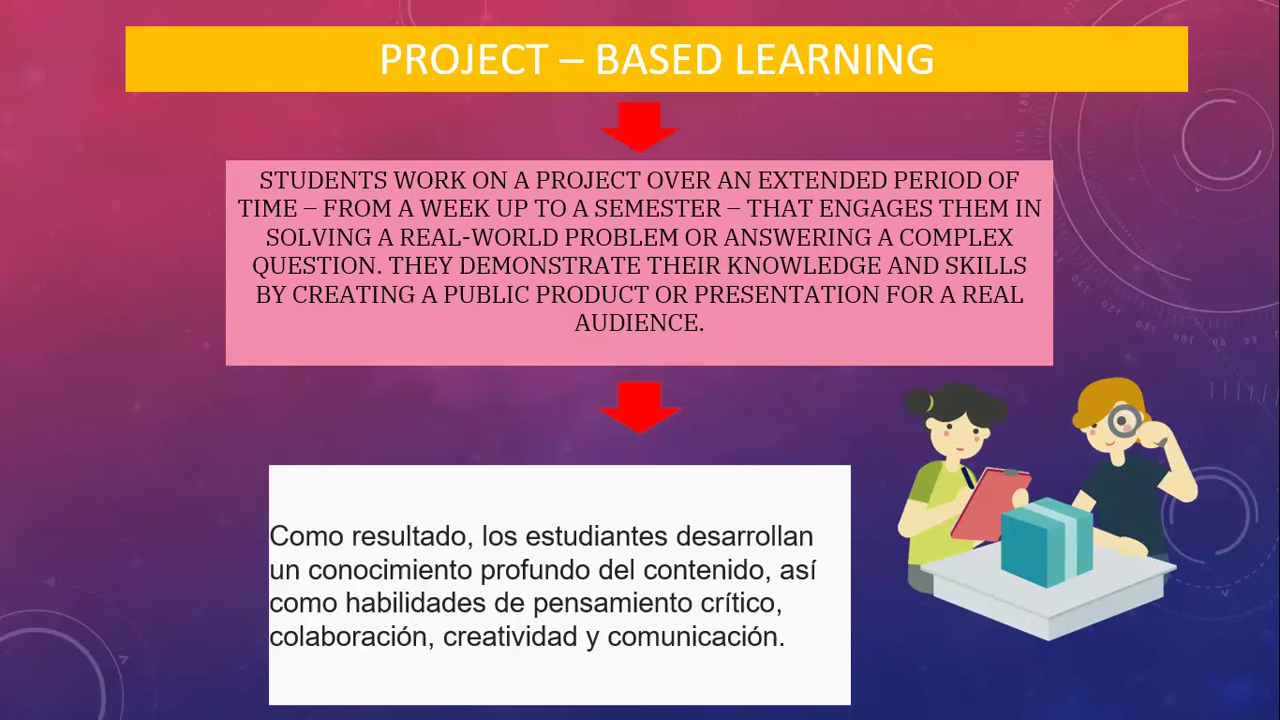 PROJECT – BASED LEARNING
STUDENTS WORK ON A PROJECT OVER AN EXTENDED PERIOD OF
TIME – FROM A WEEK UP TO A SEMESTER – THAT ENGAGES THEM IN
SOLVING A REAL-WORLD PROBLEM OR ANSWERING A COMPLEX
QUESTION. THEY DEMONSTRATE THEIR KNOWLEDGE AND SKILLS
BY CREATING A PUBLIC PRODUCT OR PRESENTATION FOR A REAL
AUDIENCE.
Como resultado, los estudiantes desarrollan
un conocimiento profundo del contenido, así
como habilidades de pensamiento crítico,
colaboración, creatividad y comunicación.